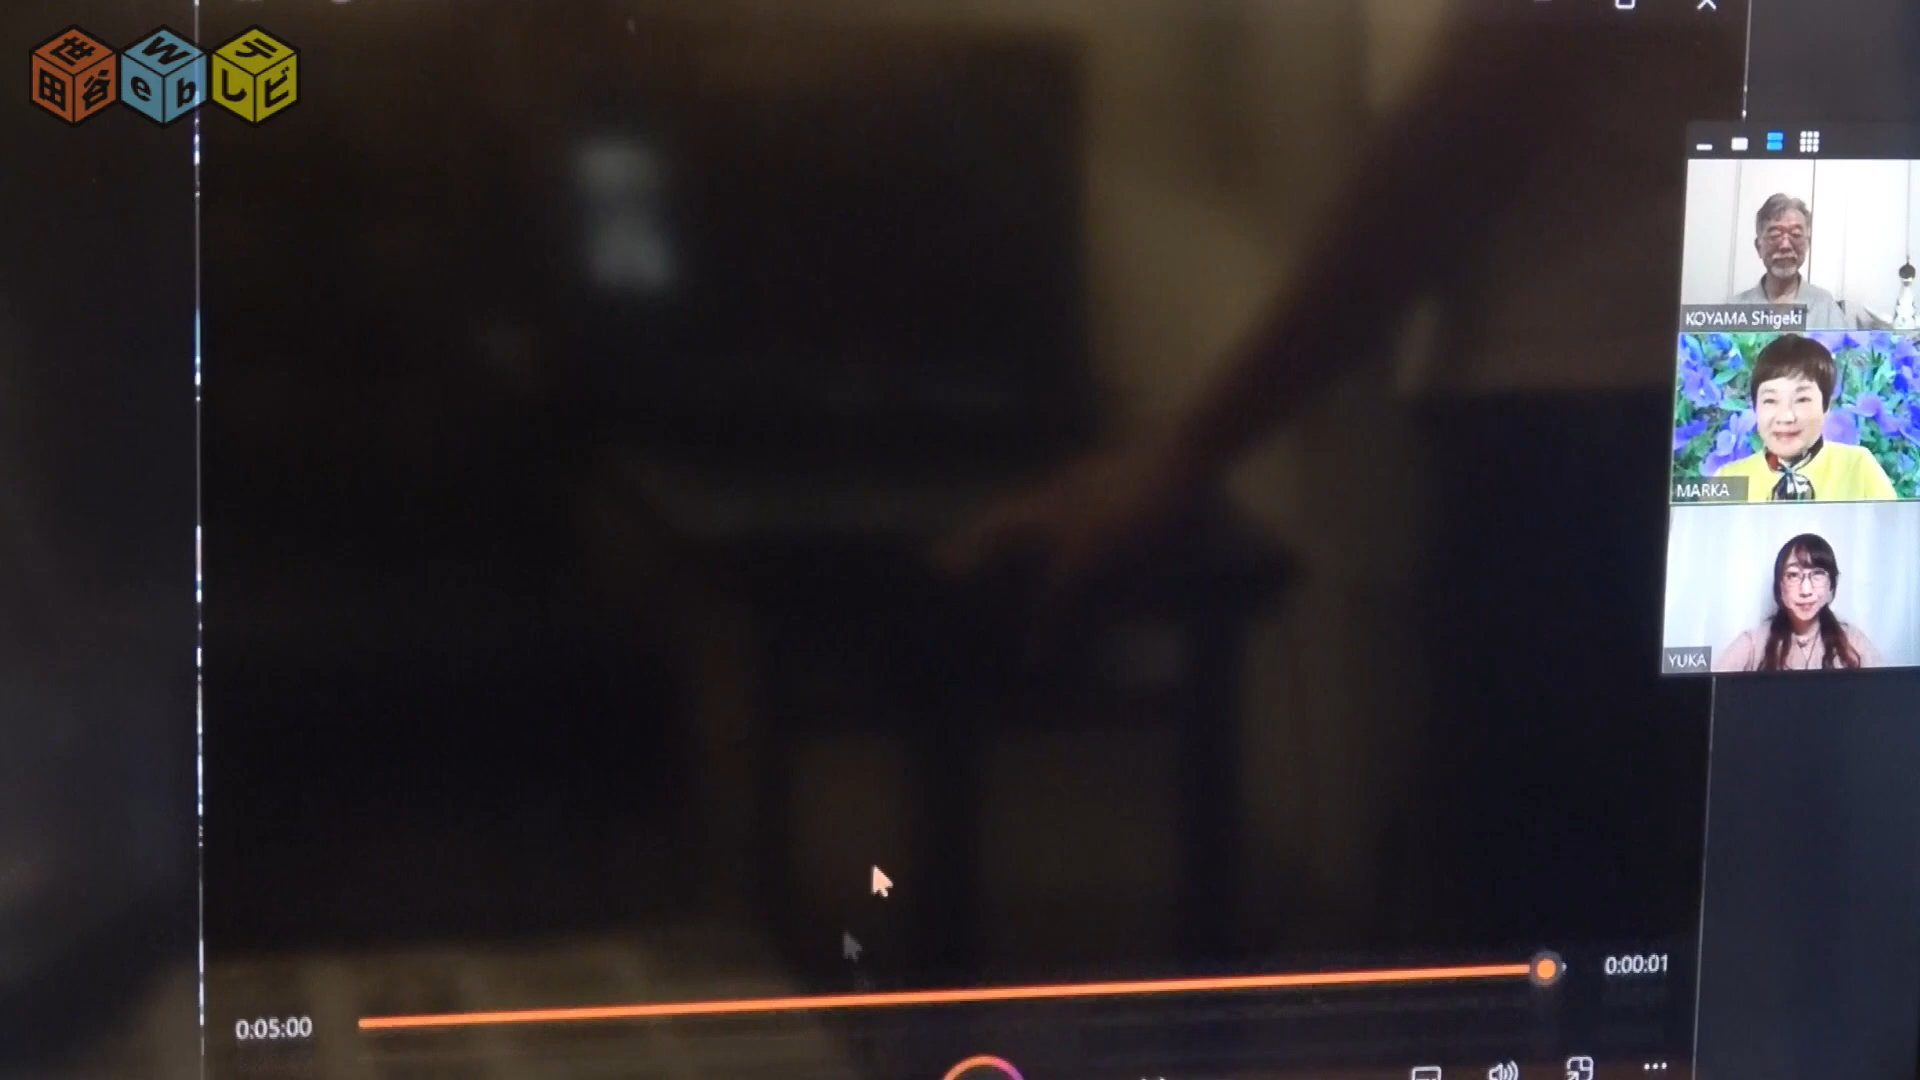 世田谷 Web テレビ
KOYAMA Shigeki
MARKA
YUKA
0:00:01
0:05:00